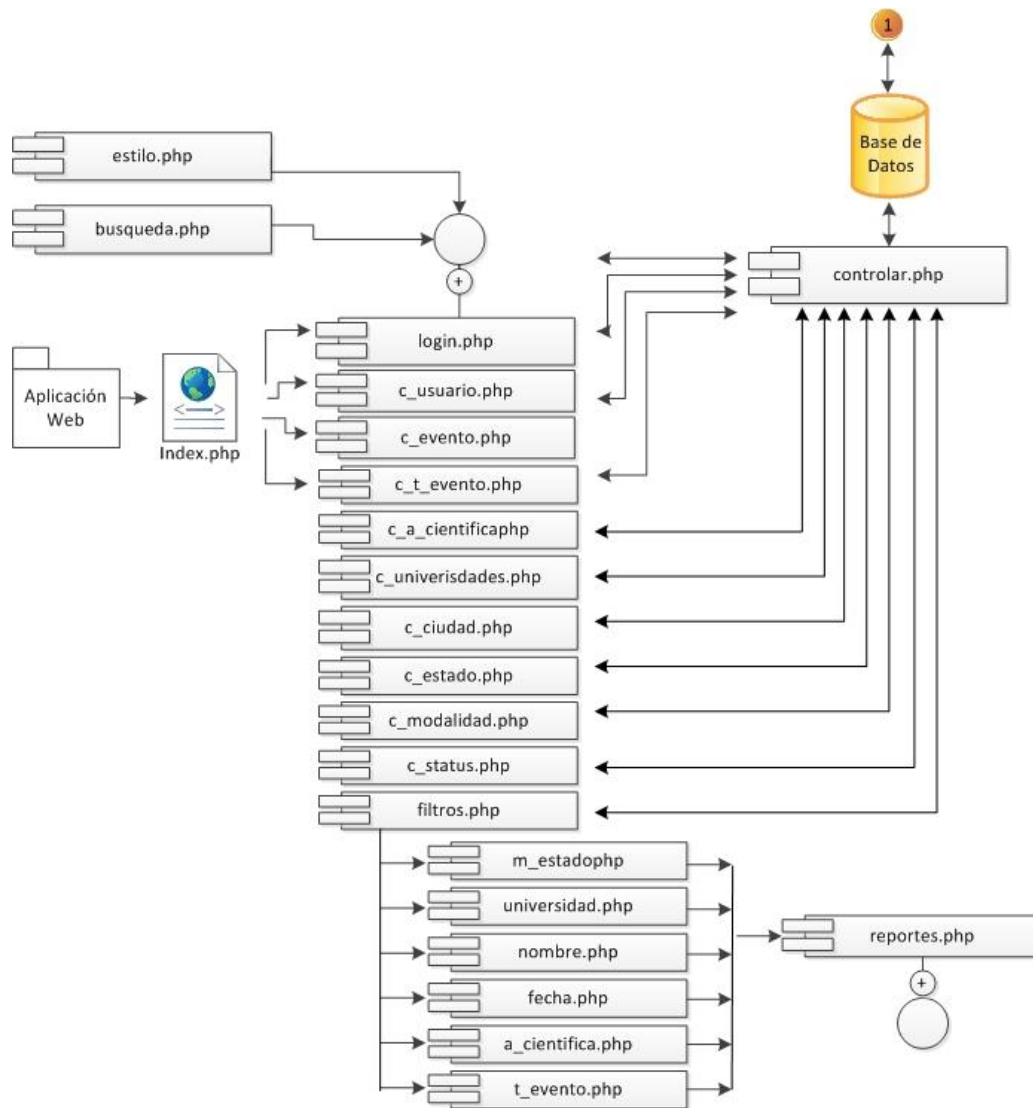 1
Base de
Datos
estilo.php
busqueda.php
controlar.php
+
login.php
Aplicación
Web
Index.php
c_usuario.php
c_evento.php
c_t_evento.php
c_a_cientificaphp
c_univerisdades.php
c_ciudad.php
c_estado.php
c_modalidad.php
c_status.php
filtros.php
m_estadophp
universidad.php
nombre.php
fecha.php
a_cientifica.php
t_evento.php
reportes.php
+